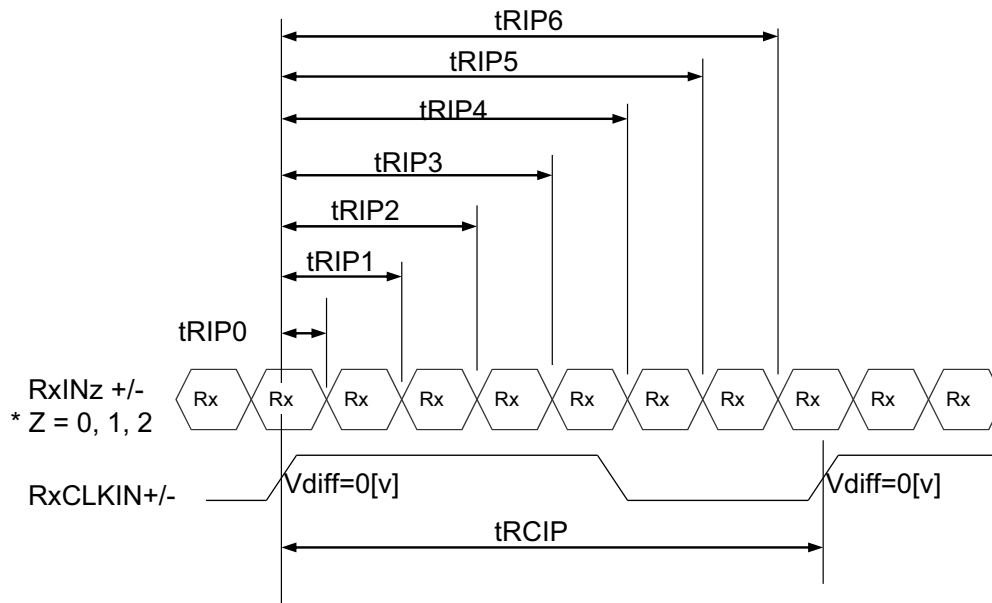 tRIP6
tRIP5
tRIP4
tRIP3
tRIP2
tRIP1
tRIP0
RxINz +/-
* Z = 0, 1, 2
Rx Rx Rx Rx Rx Rx Rx Rx Rx Rx Rx
RxCLKIN+/-
Vdiff=0[v] Vdiff=0[v]
tRCIP